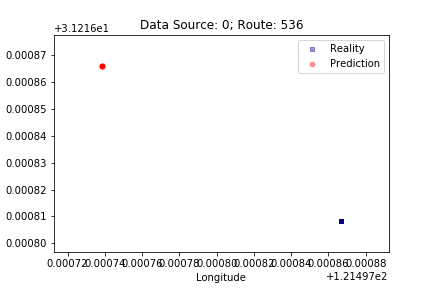 Data Source: 0; Route: 536
+3.1216e1
Reality
Prediction
0.00087
0.00086
0.00085
0.00084
0.00083
0.00082
0.00081
0.00080
0.00072 0.00074 0.00076 0.00078 0.00080 0.00082 0.00084 0.00086 0.00088
Longitude
+1.21497e2